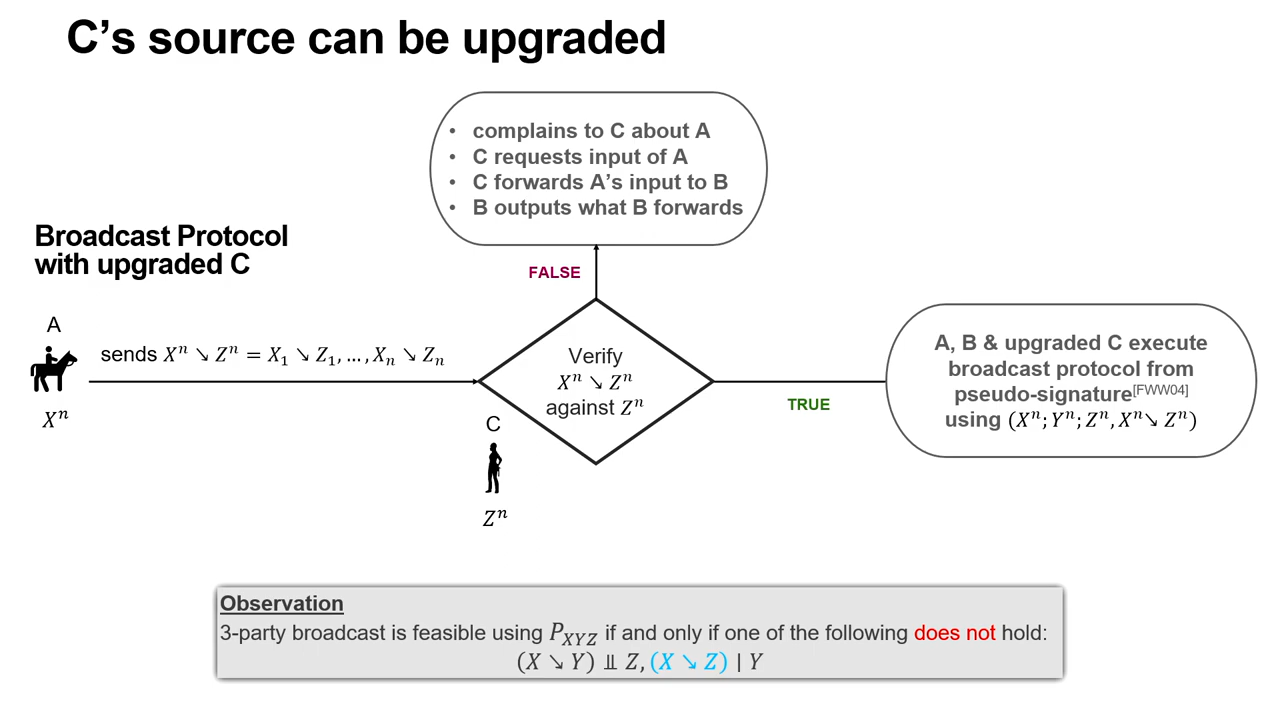 C’s source can be upgraded
• complains to C about A
• C requests input of A
• C forwards A’s input to B
• B outputs what B forwards
Broadcast Protocol
with upgraded C
FALSE
A
sends Xⁿ ↘ Zⁿ = X₁ ↘ Z₁, … , Xₙ ↘ Zₙ
Xⁿ
Verify
Xⁿ ↘ Zⁿ
against Zⁿ
C
Zⁿ
TRUE
A, B & upgraded C execute
broadcast protocol from
pseudo-signature[FWW04]
using (Xⁿ; Yⁿ; Zⁿ, Xⁿ↘ Zⁿ)
Observation
3-party broadcast is feasible using P_XYZ if and only if one of the following does not hold:
(X ↘ Y) ⫫ Z, (X ↘ Z) | Y